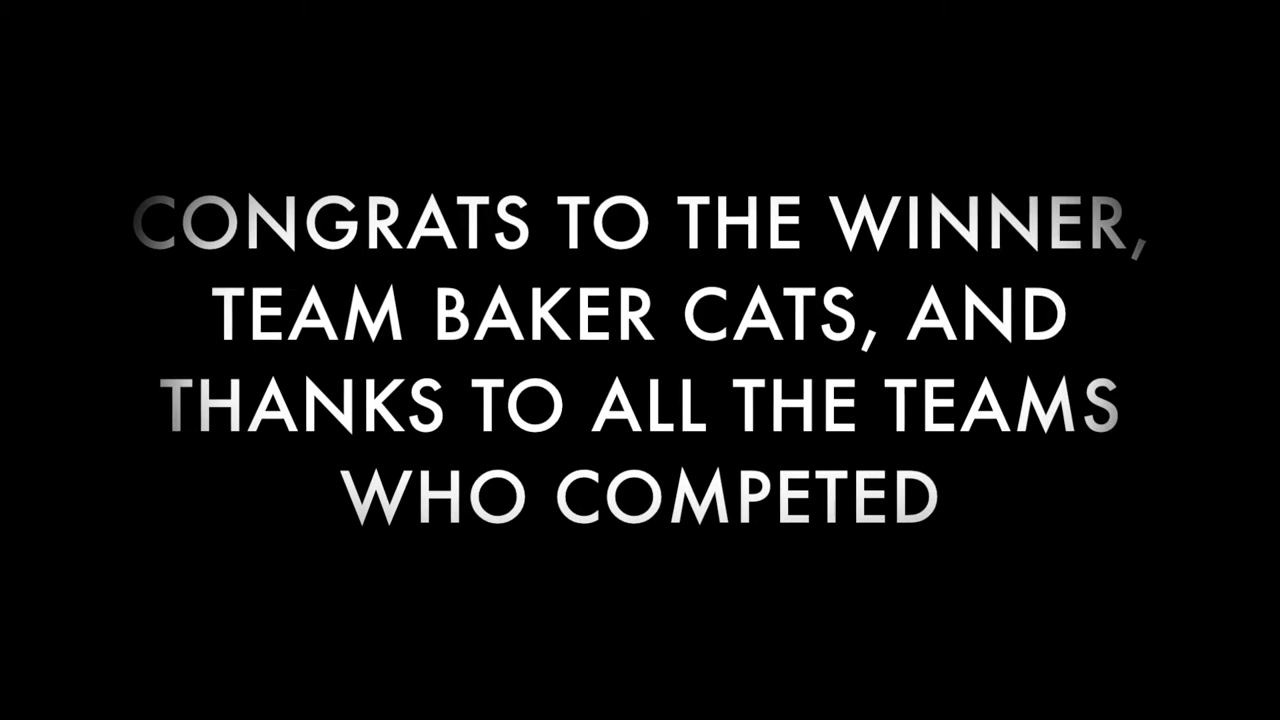 CONGRATS TO THE WINNER,
TEAM BAKER CATS, AND
THANKS TO ALL THE TEAMS
WHO COMPETED